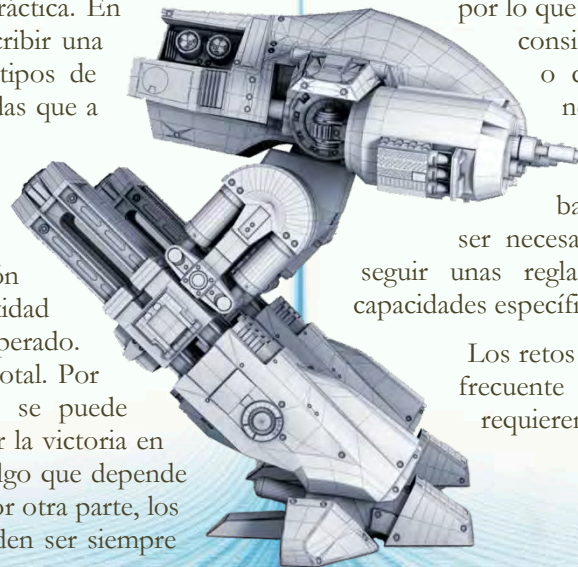 ráctica. En
cribir una
tipos de
las que a
ón
tidad
perado.
otal. Por
se puede
r la victoria en
lgo que depende
or otra parte, los
den ser siempre
por lo que
consi
o c
n
ba
ser necesa
seguir unas regla
capacidades específi
Los retos
frecuente
requieren